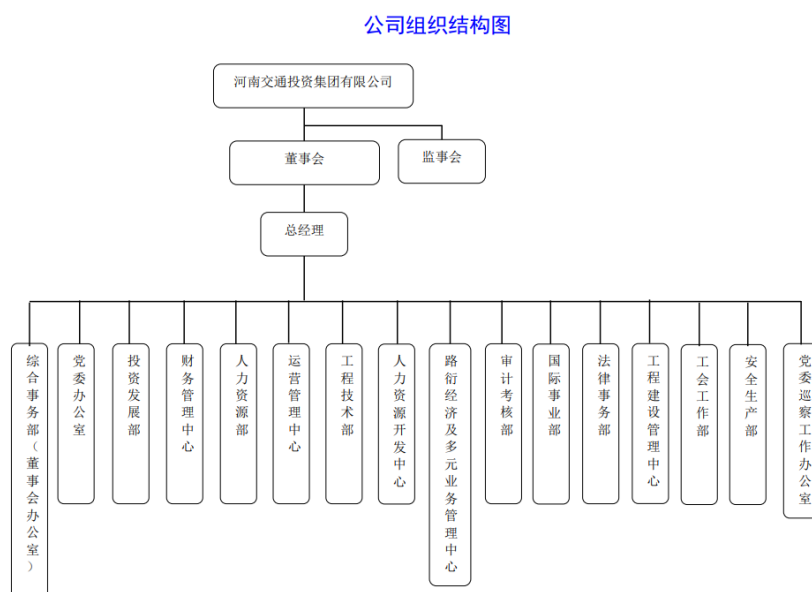 公司组织结构图
河南交通投资集团有限公司
董事会
监事会
总经理
综合事务部（董事会办公室）
党委办公室
投资发展部
财务管理中心
人力资源部
运营管理中心
工程技术部
人力资源开发中心
路衍经济及多元业务管理中心
审计考核部
国际事业部
法律事务部
工程建设管理中心
工会工作部
安全生产部
党委巡察工作办公室